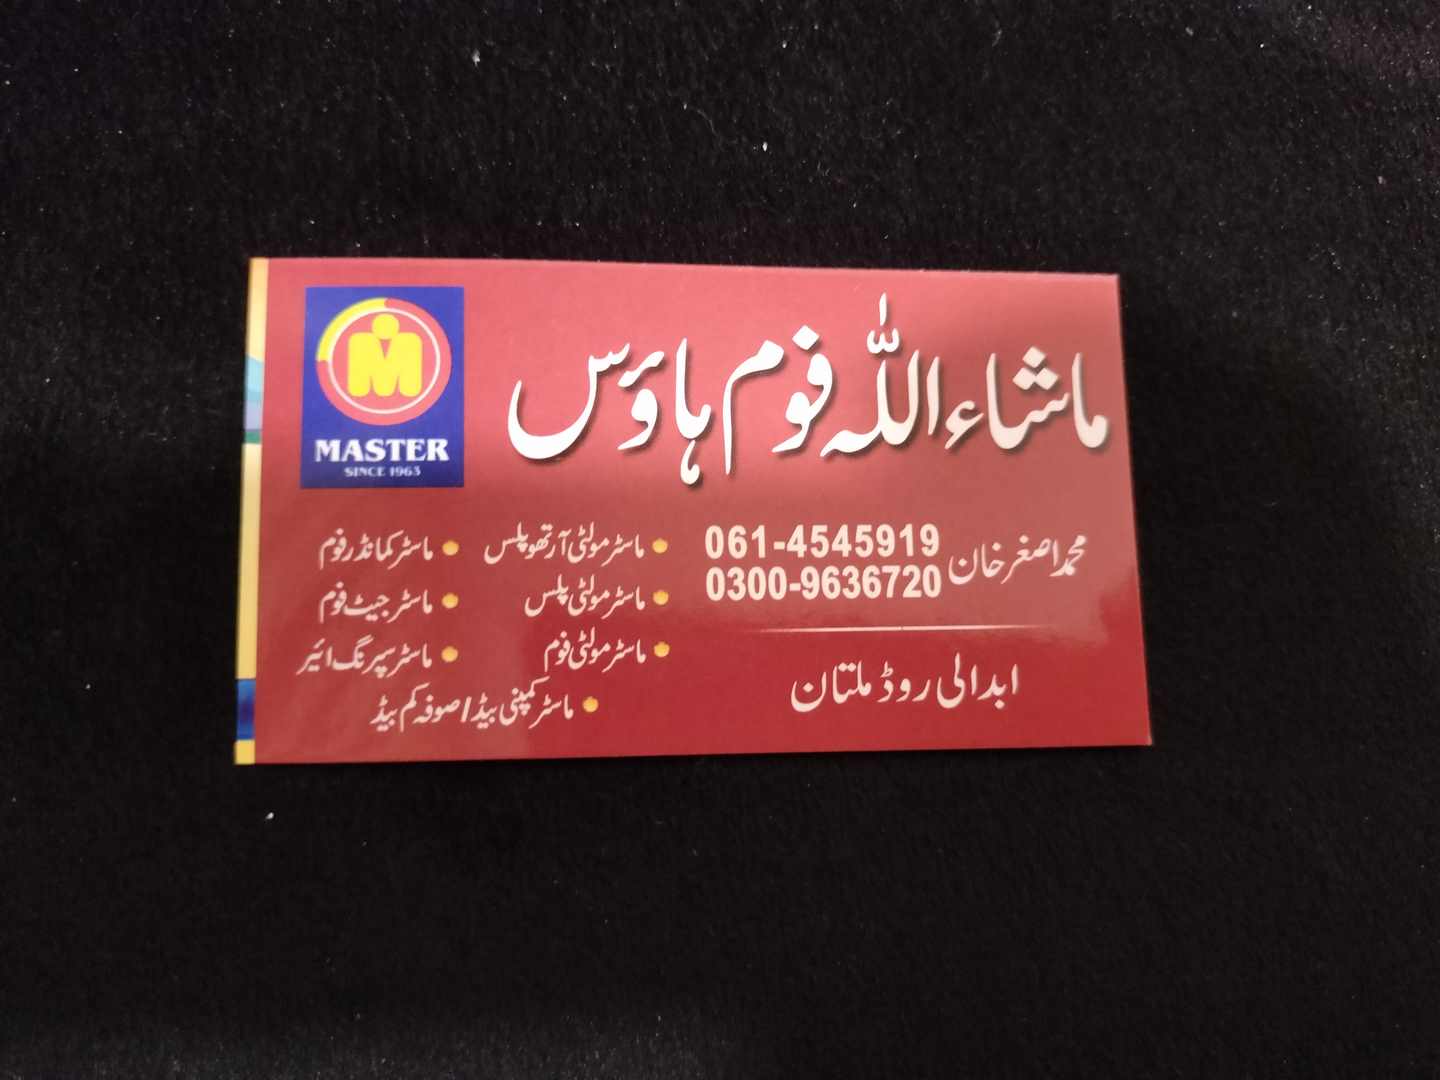 ماشاءاللہ فوم ہاؤس
MASTER
SINCE 1963
محمد اصغر خان
061-4545919
0300-9636720
ابدالی روڈ ملتان
ماسٹر مولٹی آرتھو پلس
ماسٹر مولٹی پلس
ماسٹر مولٹی فوم
ماسٹر کمانڈر فوم
ماسٹر جیٹ فوم
ماسٹر سپرنگ ائیر
ماسٹر کمپنی بیڈ / صوفہ کم بیڈ